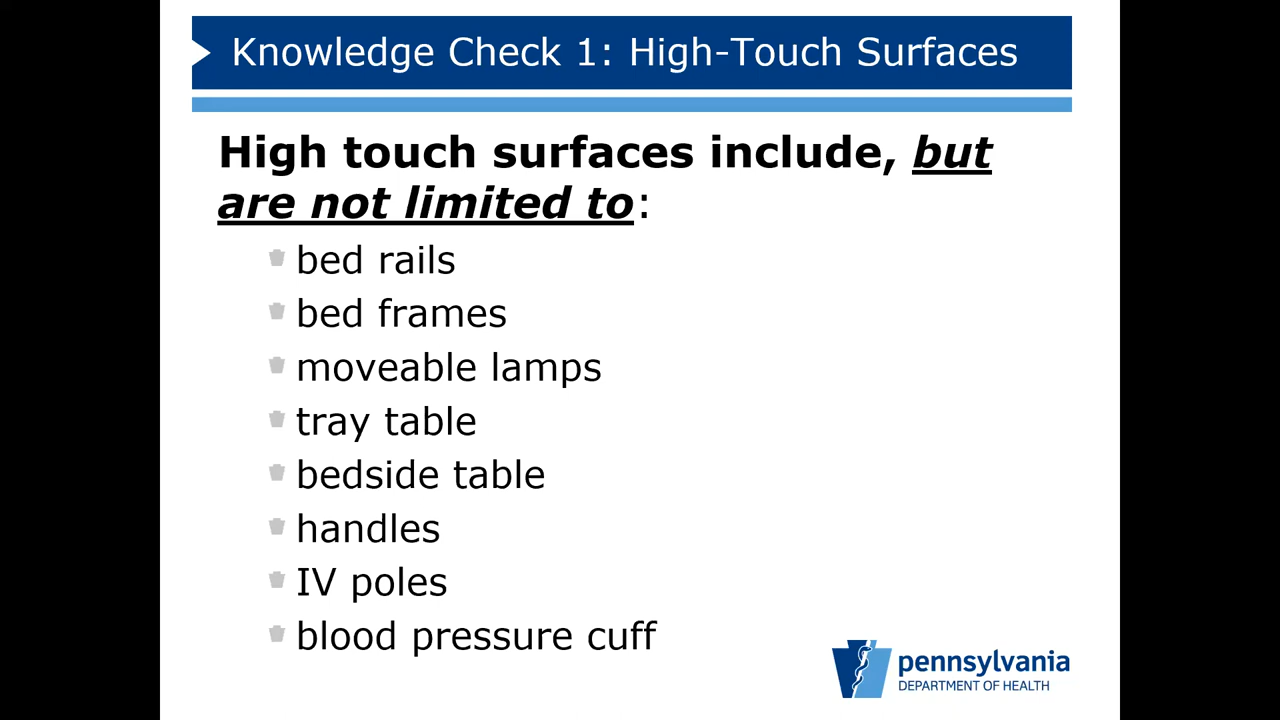 Knowledge Check 1: High-Touch Surfaces
High touch surfaces include, but
are not limited to:
bed rails
bed frames
moveable lamps
tray table
bedside table
handles
IV poles
blood pressure cuff
pennsylvania
DEPARTMENT OF HEALTH